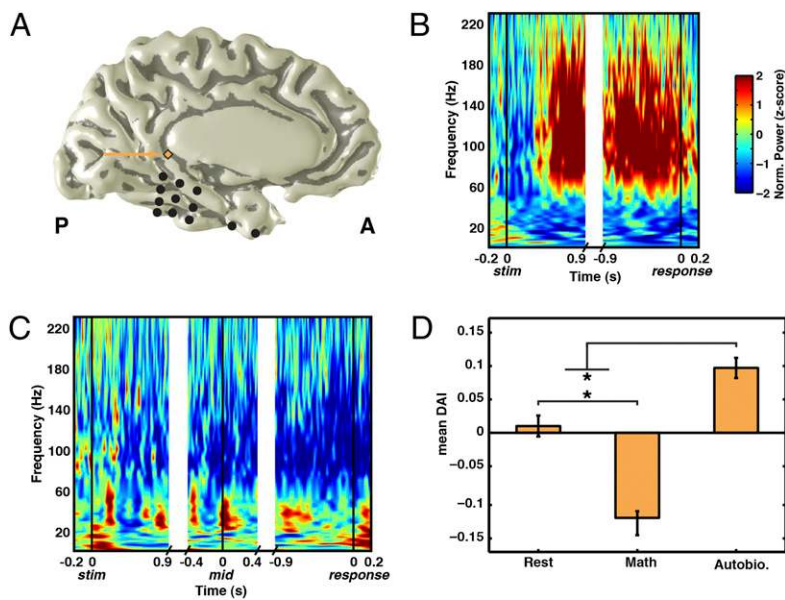 A
P
A
B
Frequency (Hz)
220
180
140
100
60
20
-0.2 0 0.9 -0.9 0 0.2
stim Time (s) response
2
1
0
−1
−2
Norm. Power (z-score)
C
Frequency (Hz)
220
180
140
100
60
20
-0.2 0 0.9 -0.4 0 0.4 -0.9 0 0.2
stim mid response
Time (s)
D
mean DAI
0.15
0.1
0.05
0
−0.05
−0.1
−0.15
*
*
Rest Math Autobio.